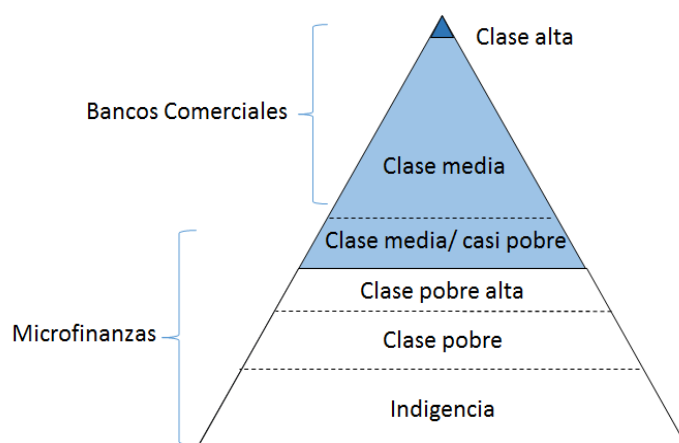 Clase alta
Bancos Comerciales
Clase media
Clase media/ casi pobre
Clase pobre alta
Microfinanzas
Clase pobre
Indigencia